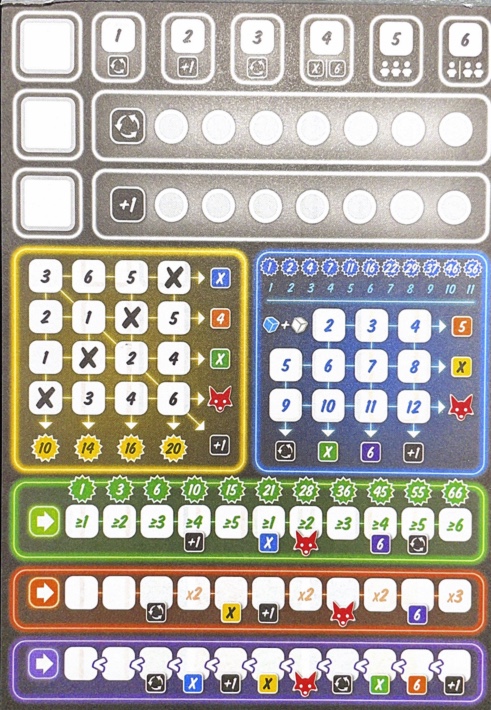 1 2 3 4 5 6
+1 X 6
+1
3 6 5 X X
2 1 X 5 4
1 X 2 4 X
X 3 4 6
10 14 16 20 +1
1 2 4 7 11 16 22 29 37 46 56
1 2 3 4 5 6 7 8 9 10 11
+ 2 3 4 5
5 6 7 8 X
9 10 11 12
X 6 +1
1 3 6 10 15 21 28 36 45 55 66
≥1 ≥2 ≥3 ≥4 ≥5 ≥1 ≥2 ≥3 ≥4 ≥5 ≥6
+1 X 6
x2 x2 x2 x3
X +1 6
< < < < < < < < < <
X +1 X X 6 +1